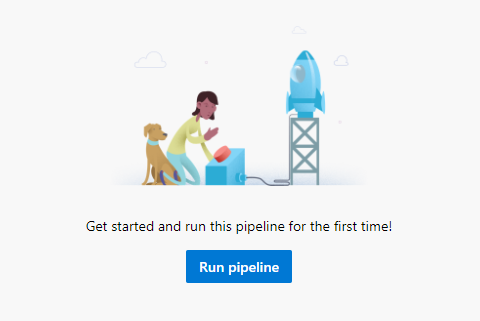 Get started and run this pipeline for the first time!
Run pipeline